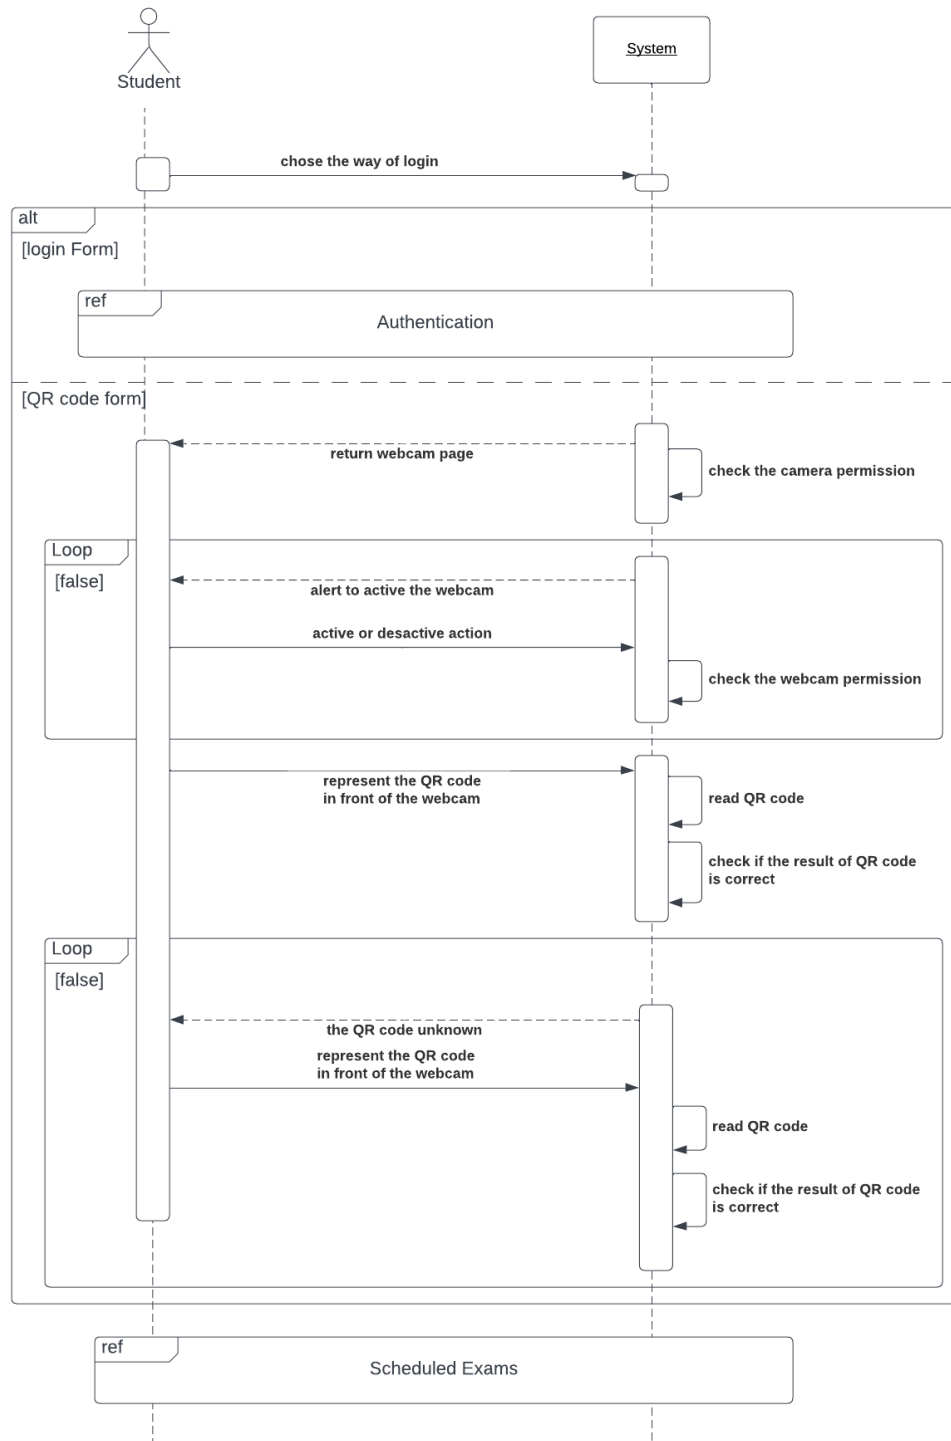 Student
System
chose the way of login
alt
[login Form]
ref
Authentication
[QR code form]
return webcam page
check the camera permission
Loop
[false]
alert to active the webcam
active or desactive action
check the webcam permission
represent the QR code
in front of the webcam
read QR code
check if the result of QR code
is correct
Loop
[false]
the QR code unknown
represent the QR code
in front of the webcam
read QR code
check if the result of QR code
is correct
ref
Scheduled Exams